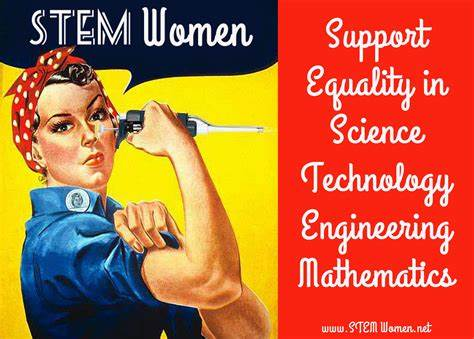 STEM Women
Support
Equality in
Science
Technology
Engineering
Mathematics
www.STEM Women.net